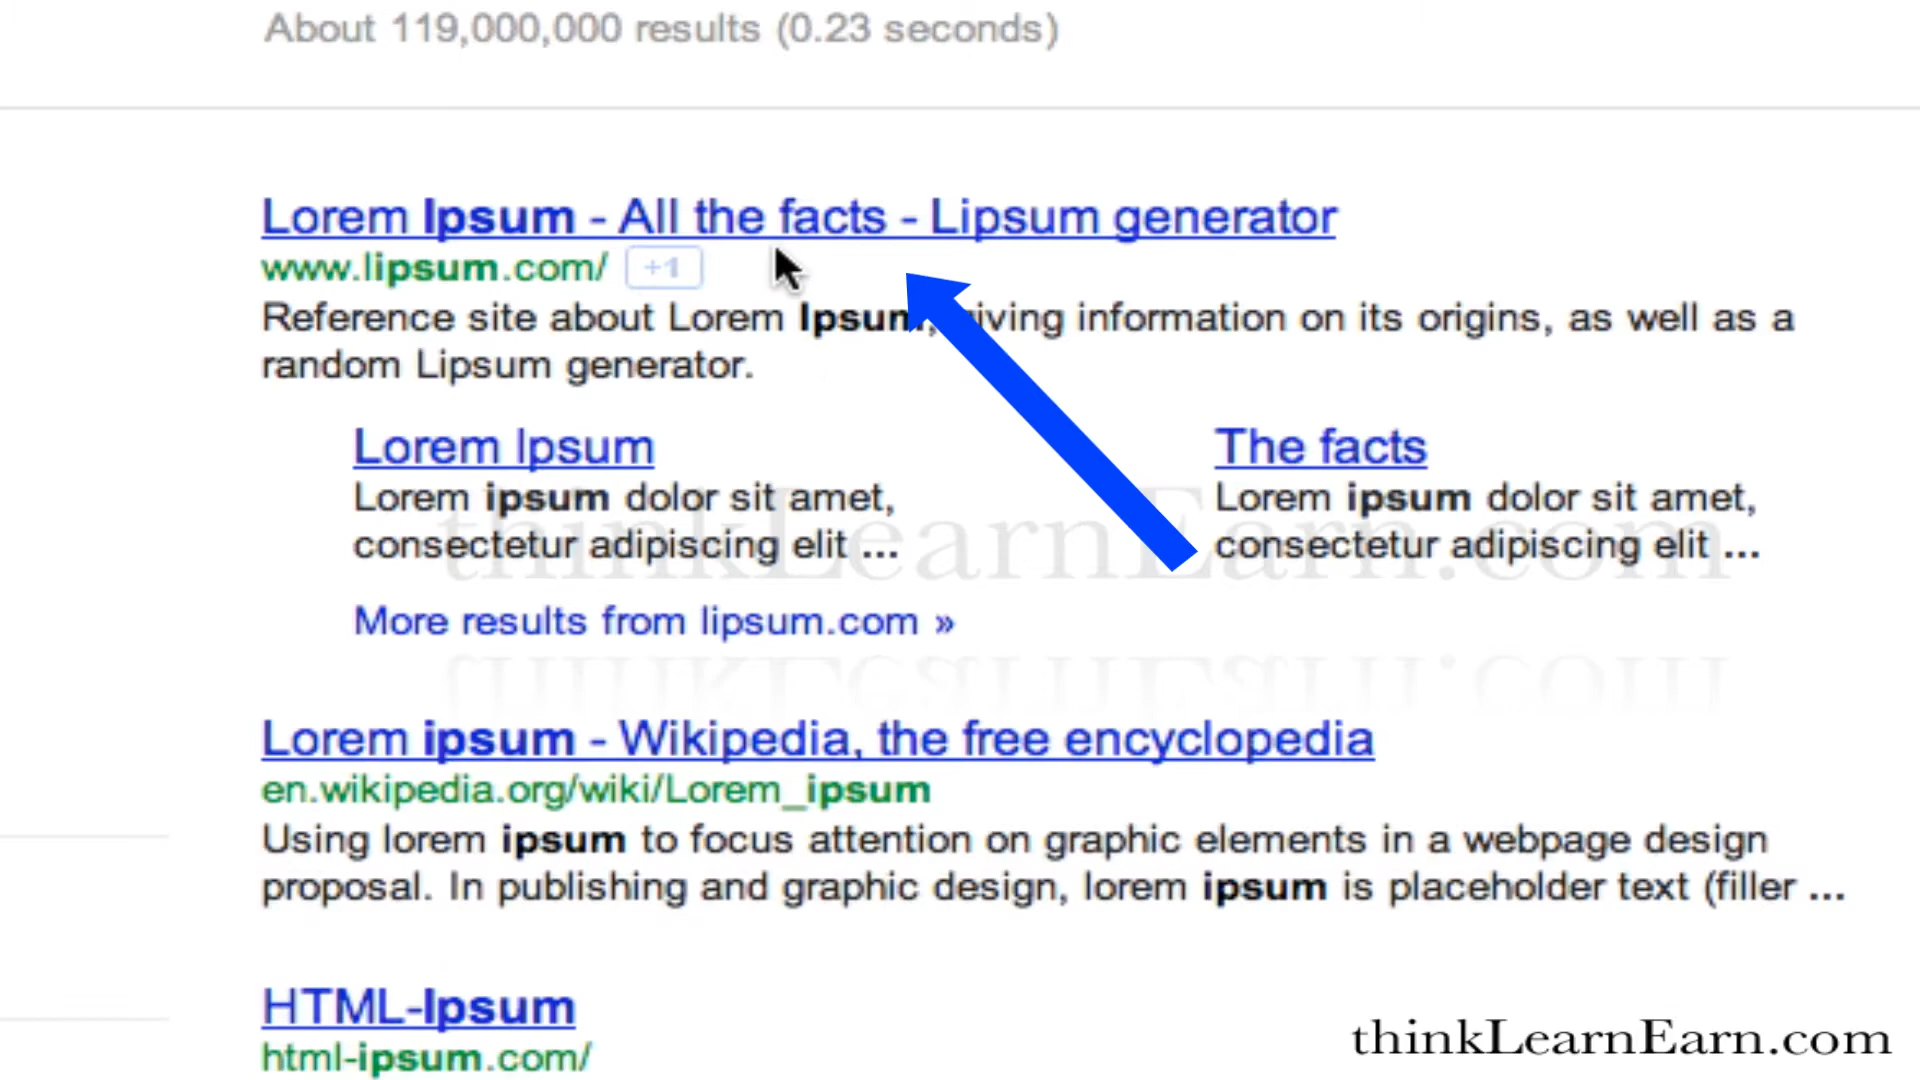 About 119,000,000 results (0.23 seconds)
Lorem Ipsum - All the facts - Lipsum generator
www.lipsum.com/ +1
Reference site about Lorem Ipsum, giving information on its origins, as well as a
random Lipsum generator.
Lorem Ipsum
Lorem ipsum dolor sit amet,
consectetur adipiscing elit ...
The facts
Lorem ipsum dolor sit amet,
consectetur adipiscing elit ...
thinkLearnEarn.com
More results from lipsum.com »
Lorem ipsum - Wikipedia, the free encyclopedia
en.wikipedia.org/wiki/Lorem_ipsum
Using lorem ipsum to focus attention on graphic elements in a webpage design
proposal. In publishing and graphic design, lorem ipsum is placeholder text (filler ...
HTML-Ipsum
html-ipsum.com/
thinkLearnEarn.com